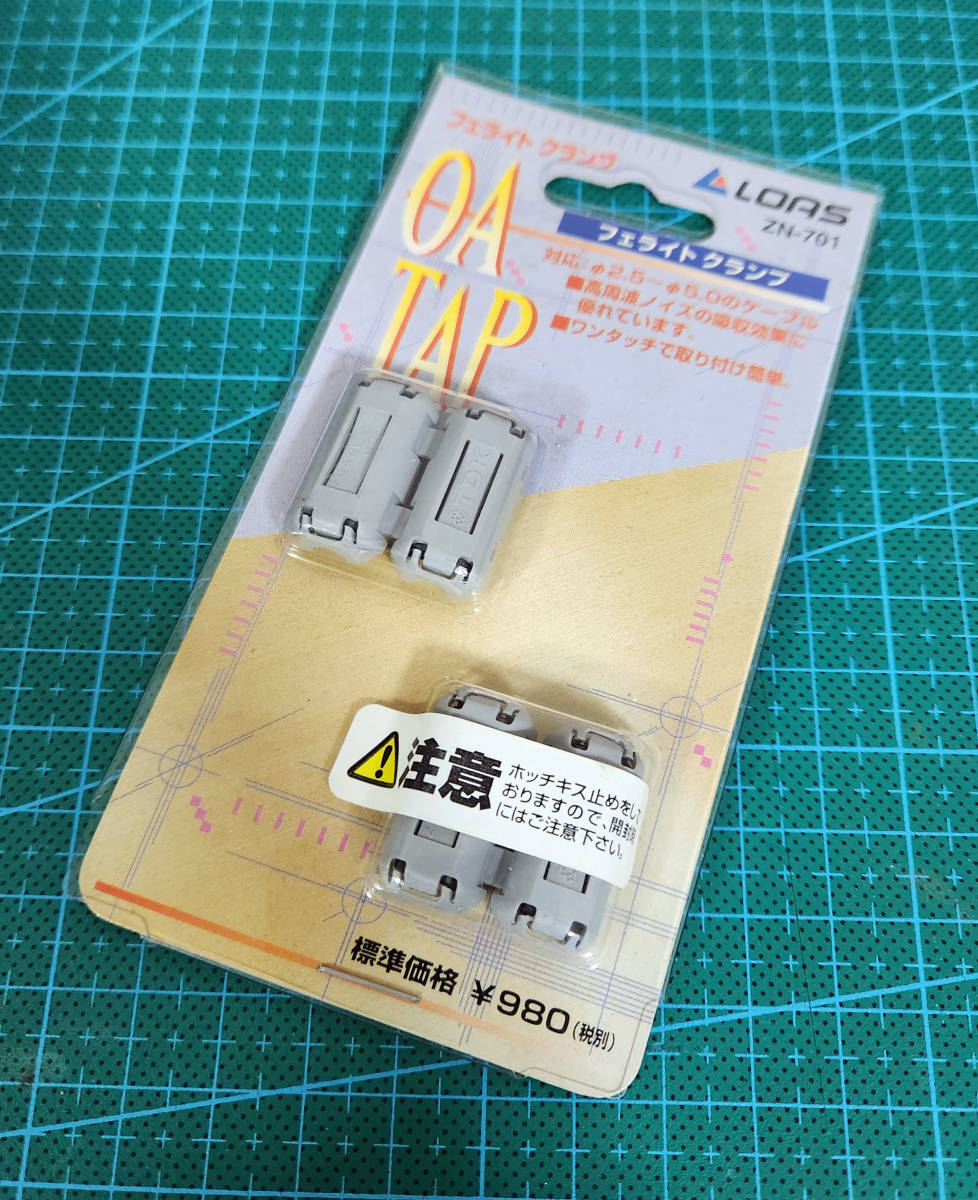 フェライト クランプ
OA
TAP
LOAS
ZN-701
フェライト クランプ
対応:φ2.5〜φ5.0のケーブル
■高周波ノイズの吸収効果に
優れています。
■ワンタッチで取り付け簡単。
TDK
注意
ホッチキス止めをして
おりますので、開封時
にはご注意下さい。
標準価格 ¥980(税別)